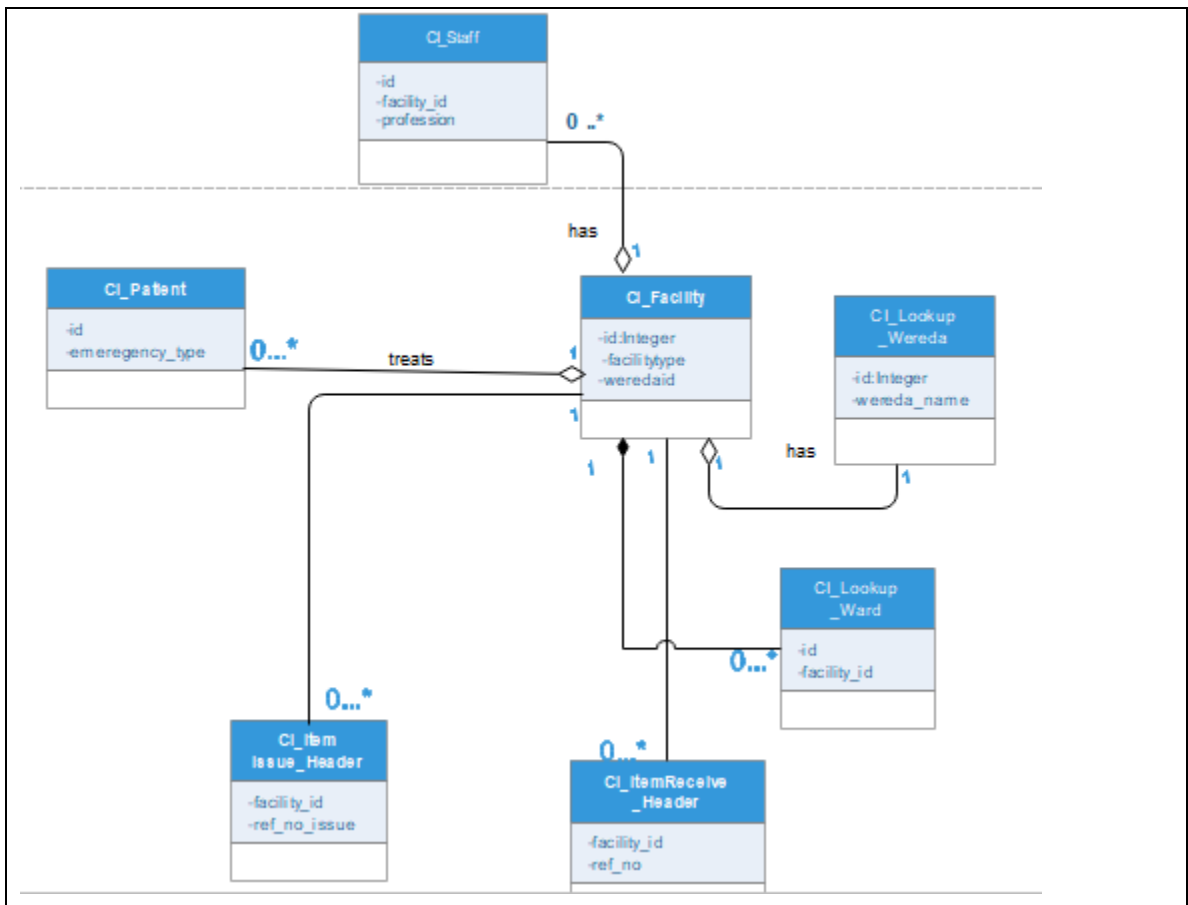 Cl_Staff
-id
-facility_id
-profession
0 ..*
has
1
Cl_Patient
-id
-emeregency_type
0...*
treats
1
Cl_Facility
-id:Integer
-facilitytype
-weredaid
1
Cl_Lookup
_Wereda
-id:Integer
-wereda_name
1
1
1
has
1
Cl_Lookup
_Ward
-id
-facility_id
0...*
0...*
Cl_Item
Issue_Header
-facility_id
-ref_no_issue
0...*
Cl_ItemReceive
_Header
-facility_id
-ref_no